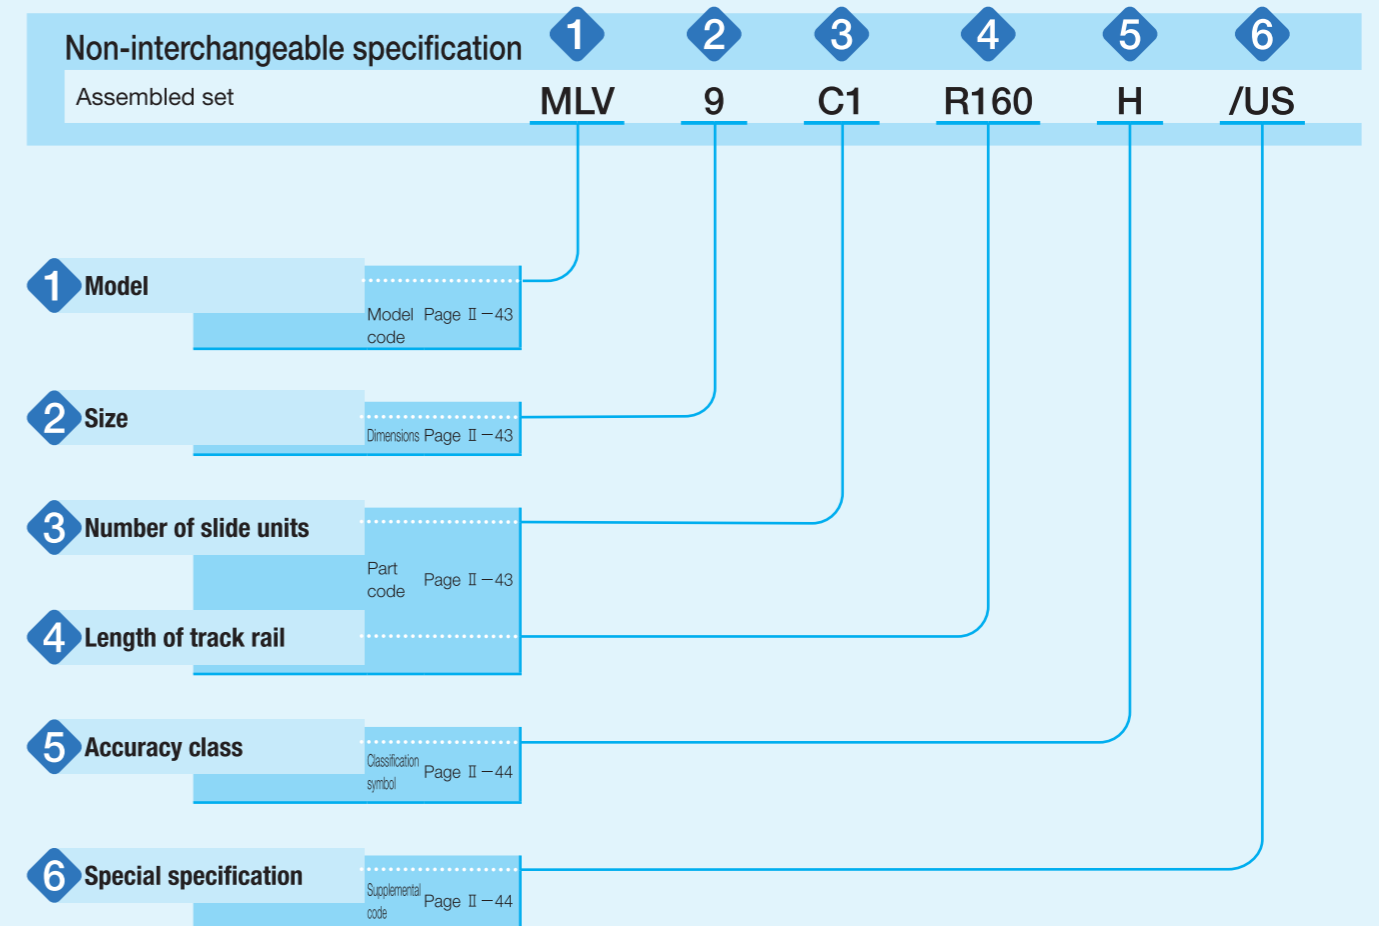 Non-interchangeable specification 1 2 3 4 5 6
Assembled set MLV 9 C1 R160 H /US
1 Model
Model Page Ⅱ－43
code
2 Size
Dimensions Page Ⅱ－43
3 Number of slide units
Part
code Page Ⅱ－43
4 Length of track rail
5 Accuracy class
Classification
symbol Page Ⅱ－44
6 Special specification
Supplemental
code Page Ⅱ－44